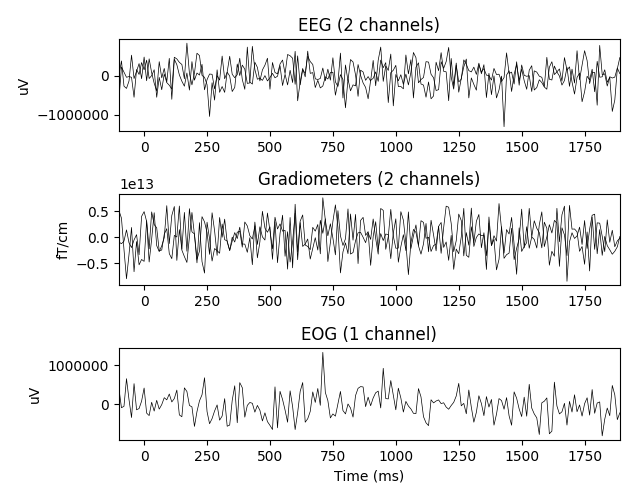 EEG (2 channels)
uV
0
−1000000
0 250 500 750 1000 1250 1500 1750
1e13
Gradiometers (2 channels)
fT/cm
0.5
0.0
−0.5
0 250 500 750 1000 1250 1500 1750
EOG (1 channel)
uV
1000000
0
0 250 500 750 1000 1250 1500 1750
Time (ms)